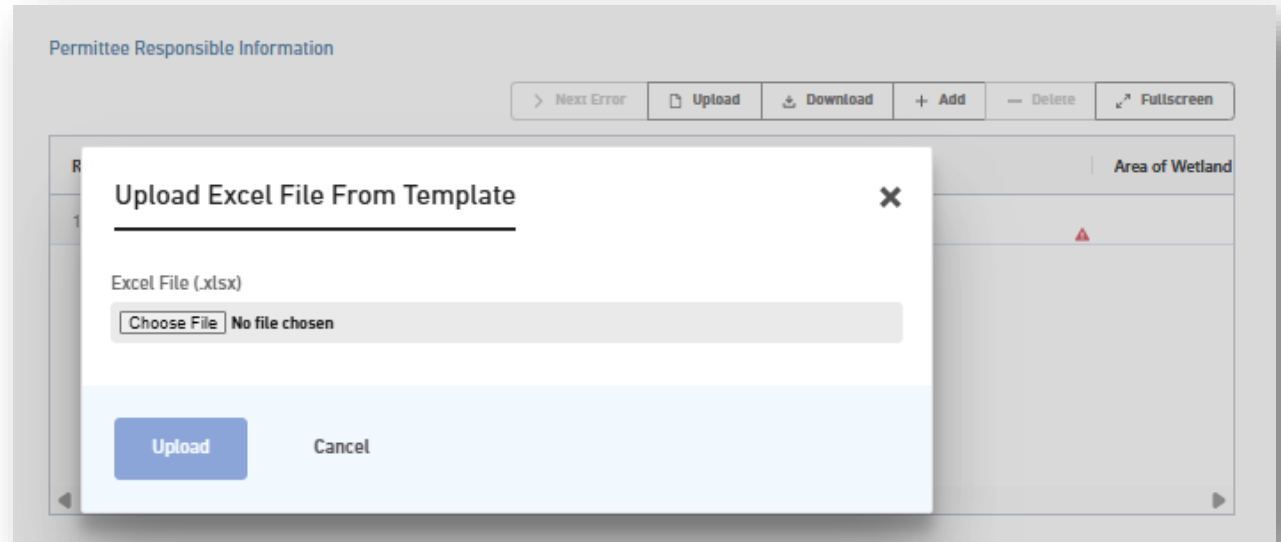 Permittee Responsible Information
Next Error Upload Download + Add — Delete Fullscreen
R Area of Wetland
Upload Excel File From Template
1
Excel File (.xlsx)
Choose File No file chosen
Upload Cancel